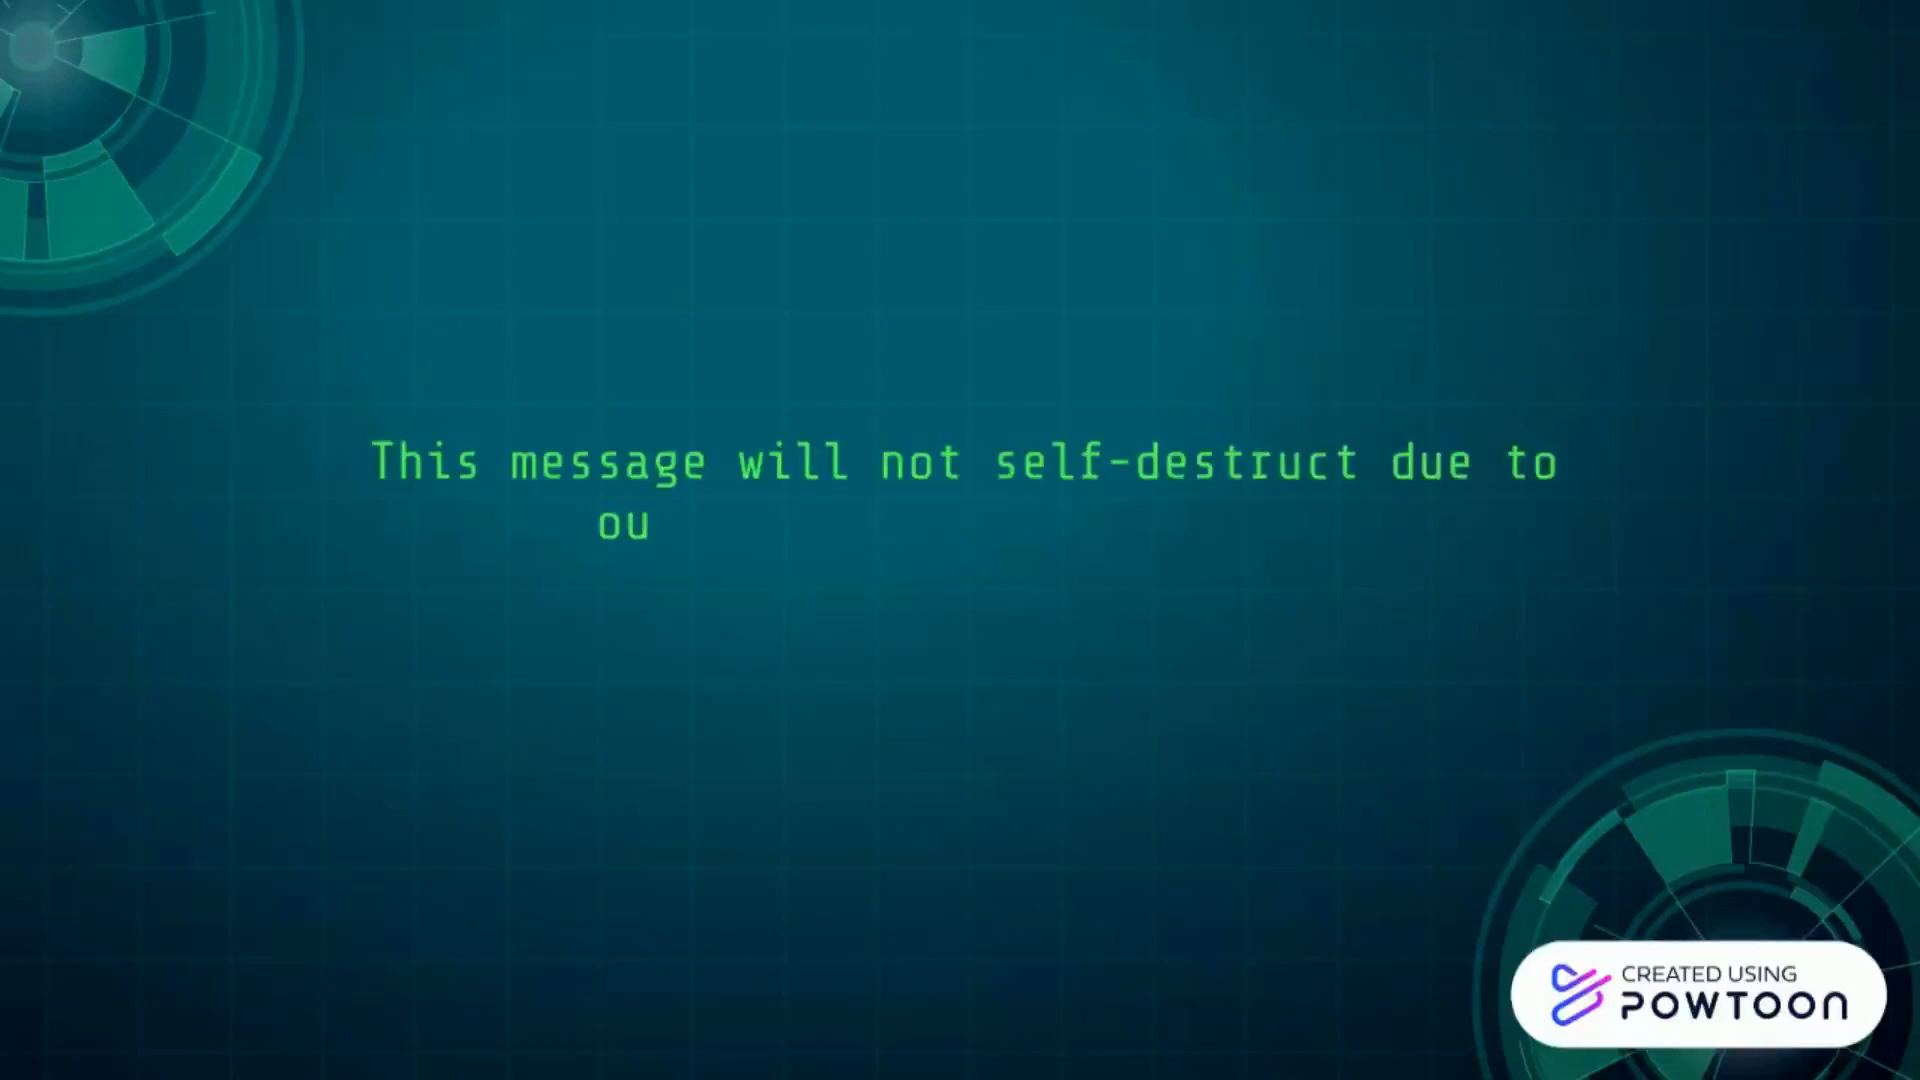 This message will not self-destruct due to
ou
CREATED USING
POWTOON